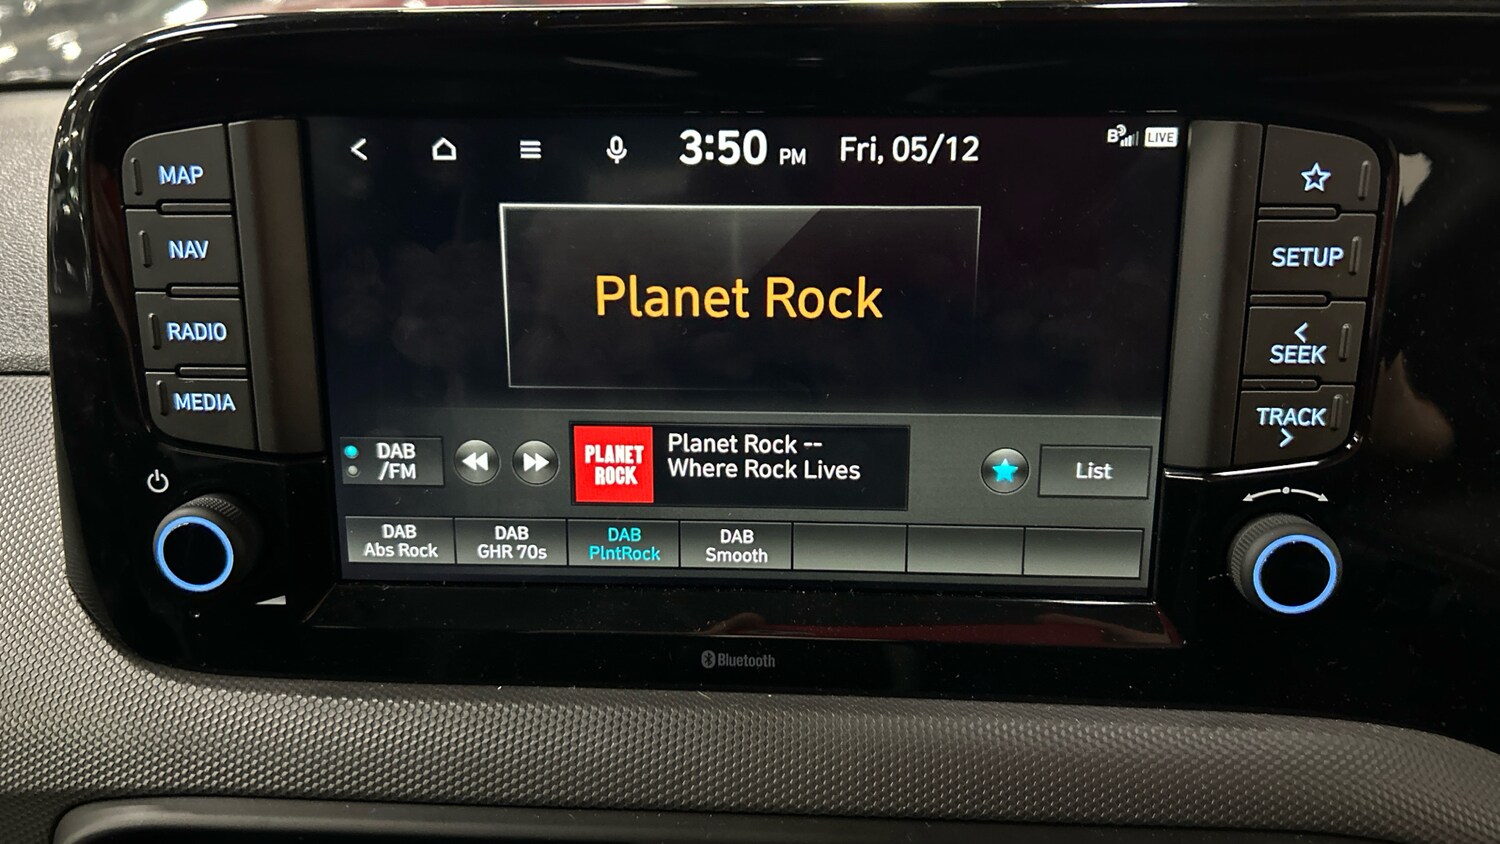 3:50 PM Fri, 05/12
LIVE
MAP
NAV
RADIO
MEDIA
SETUP
< SEEK
TRACK >
Planet Rock
DAB
/FM
PLANET
ROCK
Planet Rock --
Where Rock Lives
List
DAB
Abs Rock
DAB
GHR 70s
DAB
PlntRock
DAB
Smooth
Bluetooth